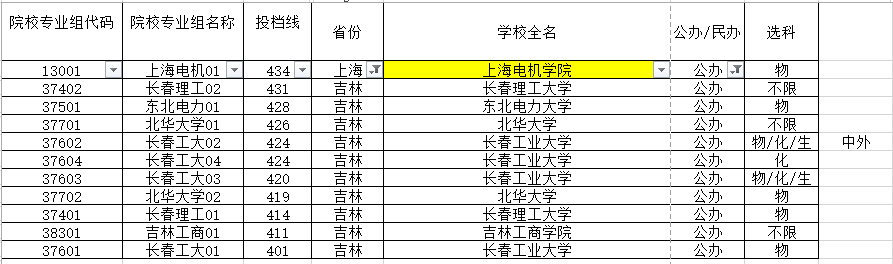 院校专业组代码 院校专业组名称 投档线 省份 学校全名 公办/民办 选科
13001 上海电机01 434 上海 上海电机学院 公办 物
37402 长春理工02 431 吉林 长春理工大学 公办 不限
37501 东北电力01 428 吉林 东北电力大学 公办 物
37701 北华大学01 426 吉林 北华大学 公办 不限
37602 长春工大02 424 吉林 长春工业大学 公办 物/化/生 中外
37604 长春工大04 424 吉林 长春工业大学 公办 化
37603 长春工大03 420 吉林 长春工业大学 公办 物/化/生
37702 北华大学02 419 吉林 北华大学 公办 物
37401 长春理工01 414 吉林 长春理工大学 公办 物
38301 吉林工商01 411 吉林 吉林工商学院 公办 不限
37601 长春工大01 401 吉林 长春工业大学 公办 物